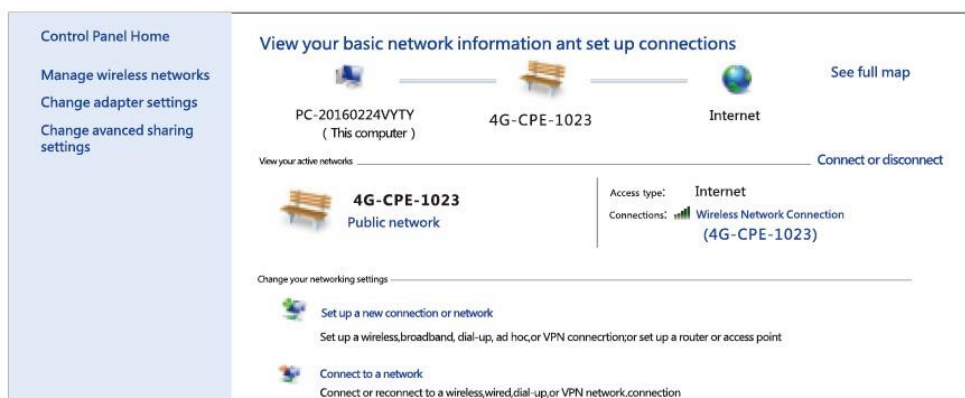 Control Panel Home
Manage wireless networks
Change adapter settings
Change avanced sharing
settings
View your basic network information ant set up connections
See full map
PC-20160224VYTY
( This computer )
4G-CPE-1023
Internet
View your active networks
Connect or disconnect
4G-CPE-1023
Public network
Access type: Internet
Connections: Wireless Network Connection
(4G-CPE-1023)
Change your networking settings
Set up a new connection or network
Set up a wireless,broadband, dial-up, ad hoc,or VPN connecrtion;or set up a router or access point
Connect to a network
Connect or reconnect to a wireless,wired,dial-up,or VPN network.connection